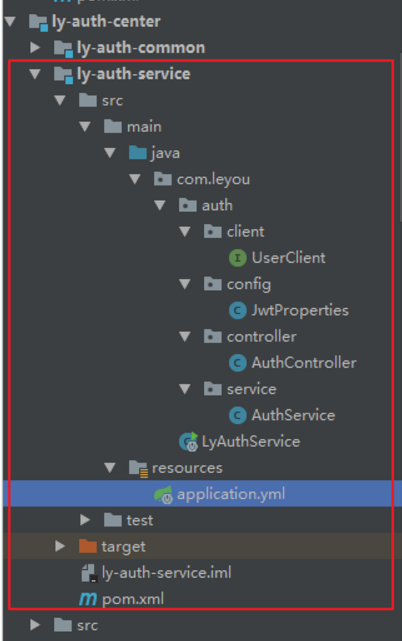 ly-auth-center
ly-auth-common
ly-auth-service
src
main
java
com.leyou
auth
client
UserClient
config
JwtProperties
controller
AuthController
service
AuthService
LyAuthService
resources
application.yml
test
target
ly-auth-service.iml
pom.xml
src